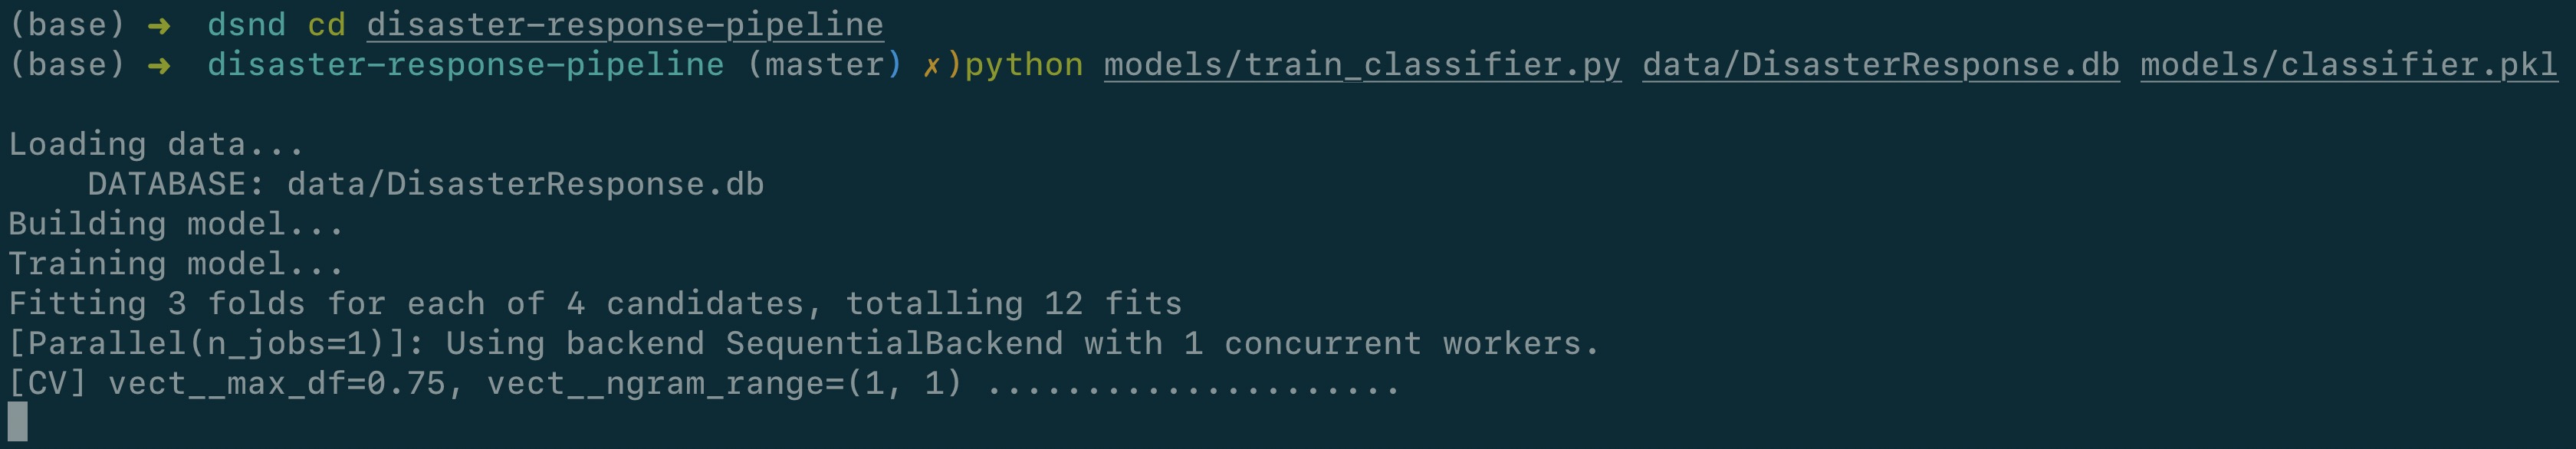 (base) ➜ dsnd cd disaster-response-pipeline
(base) ➜ disaster-response-pipeline (master) ✗)python models/train_classifier.py data/DisasterResponse.db models/classifier.pkl
Loading data...
DATABASE: data/DisasterResponse.db
Building model...
Training model...
Fitting 3 folds for each of 4 candidates, totalling 12 fits
[Parallel(n_jobs=1)]: Using backend SequentialBackend with 1 concurrent workers.
[CV] vect__max_df=0.75, vect__ngram_range=(1, 1) .....................